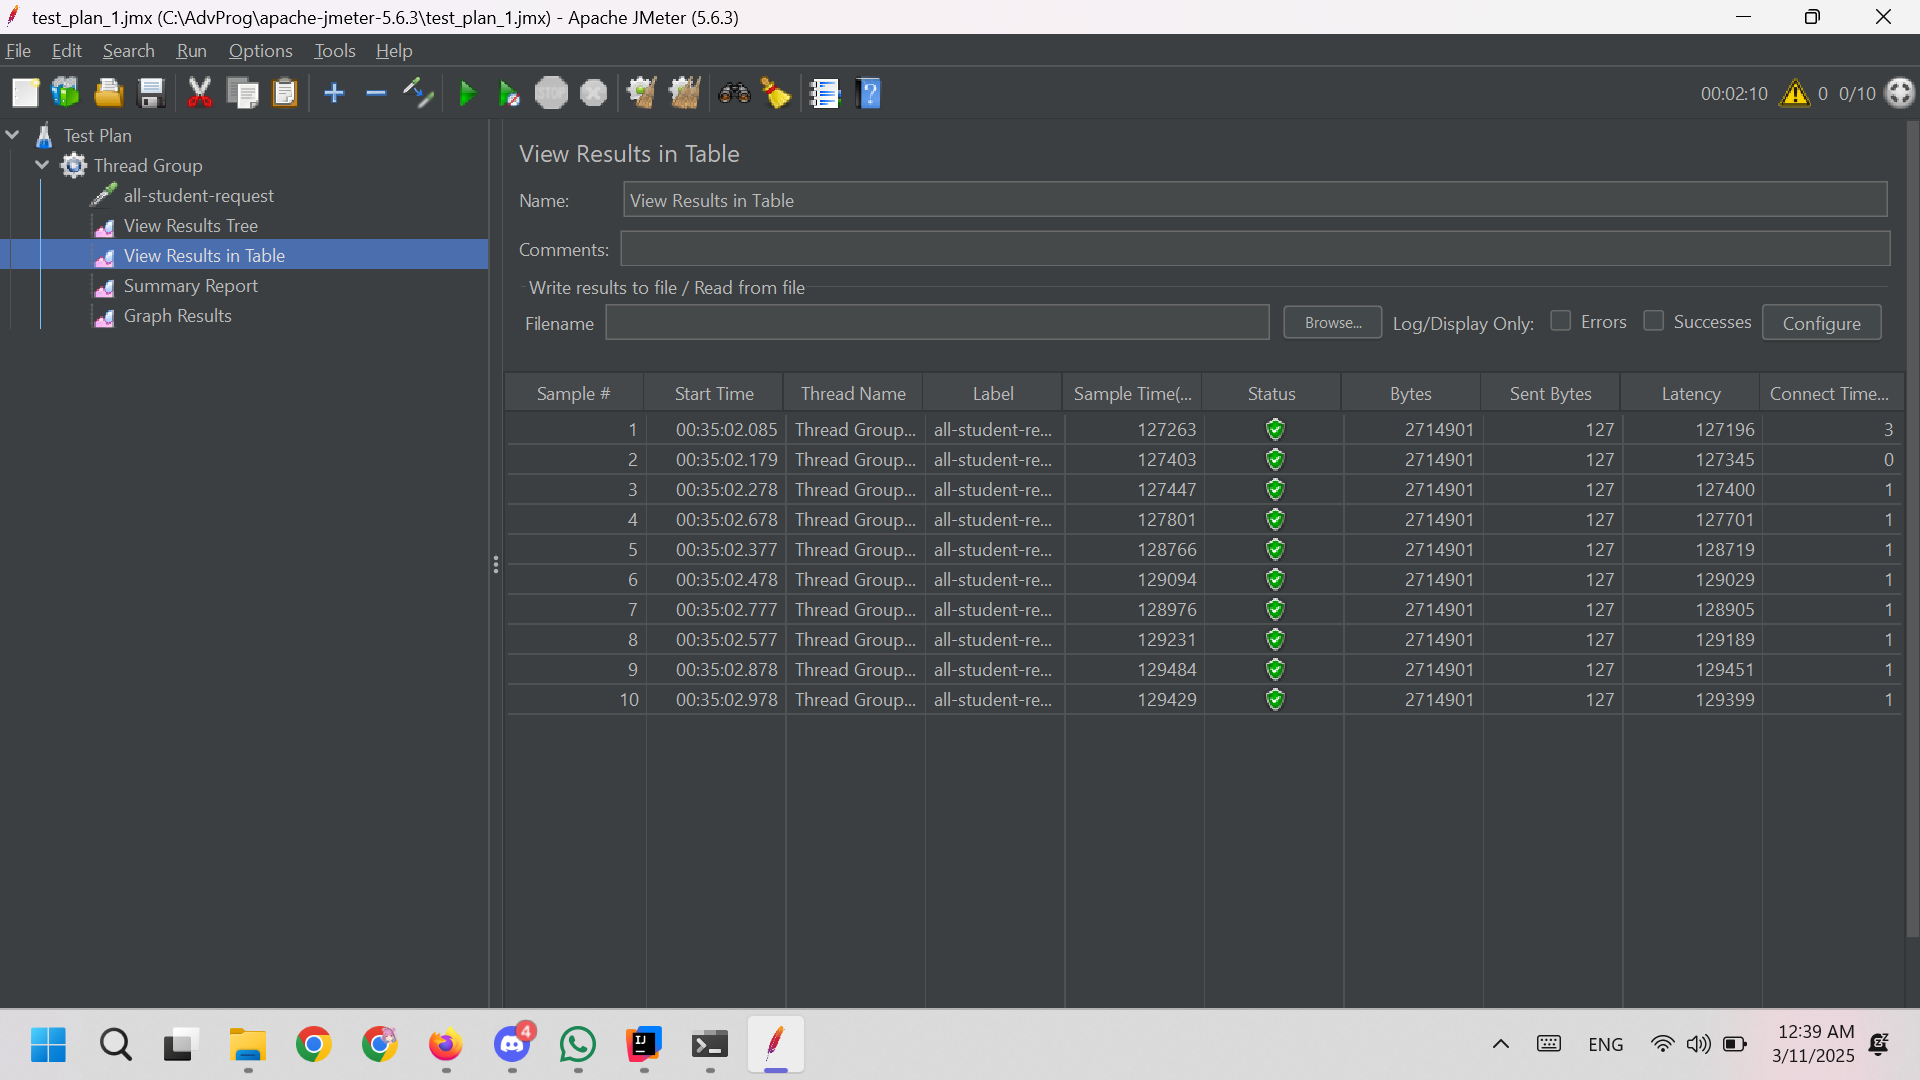 test_plan_1.jmx (C:\AdvProg\apache-jmeter-5.6.3\test_plan_1.jmx) - Apache JMeter (5.6.3)
File Edit Search Run Options Tools Help
STOP
00:02:10 0 0/10
Test Plan
Thread Group
all-student-request
View Results Tree
View Results in Table
Summary Report
Graph Results
View Results in Table
Name: View Results in Table
Comments:
Write results to file / Read from file
Filename Browse... Log/Display Only: Errors Successes Configure
Sample # Start Time Thread Name Label Sample Time(... Status Bytes Sent Bytes Latency Connect Time...
1 00:35:02.085 Thread Group... all-student-re... 127263 2714901 127 127196 3
2 00:35:02.179 Thread Group... all-student-re... 127403 2714901 127 127345 0
3 00:35:02.278 Thread Group... all-student-re... 127447 2714901 127 127400 1
4 00:35:02.678 Thread Group... all-student-re... 127801 2714901 127 127701 1
5 00:35:02.377 Thread Group... all-student-re... 128766 2714901 127 128719 1
6 00:35:02.478 Thread Group... all-student-re... 129094 2714901 127 129029 1
7 00:35:02.777 Thread Group... all-student-re... 128976 2714901 127 128905 1
8 00:35:02.577 Thread Group... all-student-re... 129231 2714901 127 129189 1
9 00:35:02.878 Thread Group... all-student-re... 129484 2714901 127 129451 1
10 00:35:02.978 Thread Group... all-student-re... 129429 2714901 127 129399 1
4
IJ
ENG
12:39 AM
3/11/2025